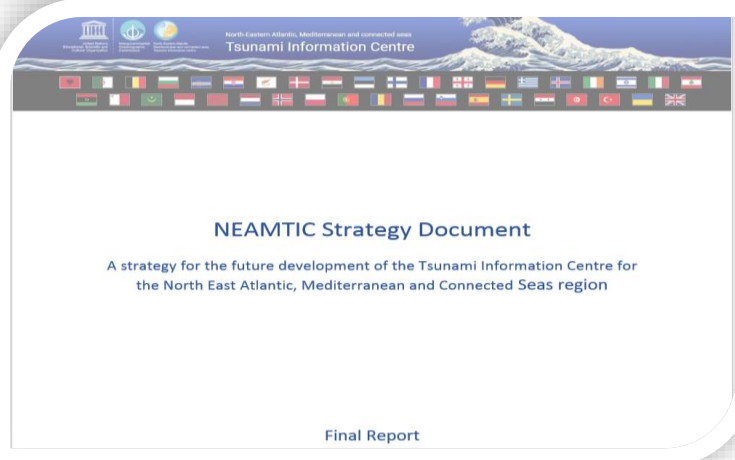 North-Eastern Atlantic, Mediterranean and connected seas
Tsunami Information Centre
NEAMTIC Strategy Document
A strategy for the future development of the Tsunami Information Centre for
the North East Atlantic, Mediterranean and Connected Seas region
Final Report